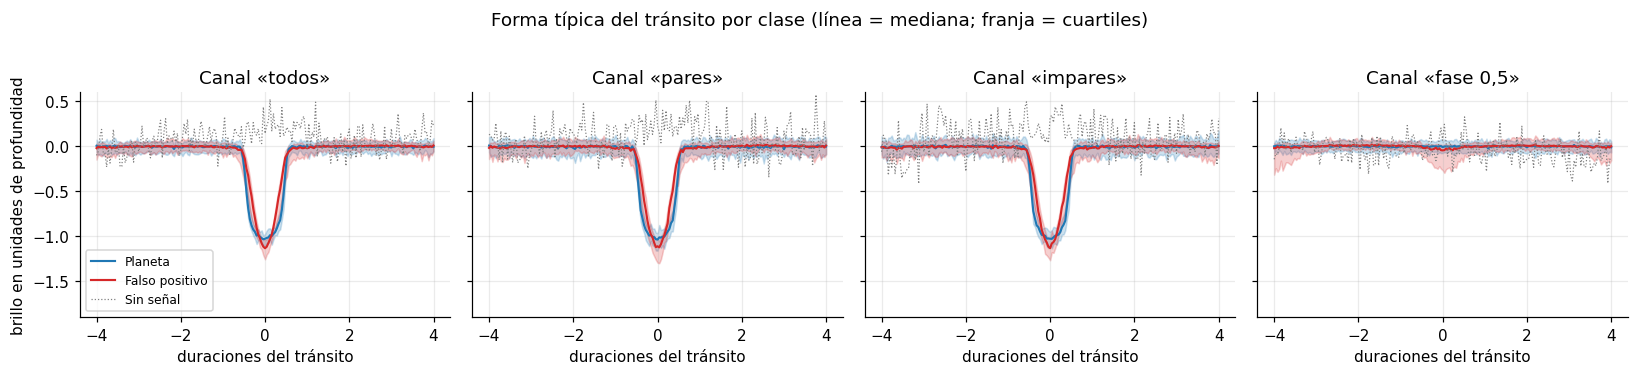 Forma típica del tránsito por clase (línea = mediana; franja = cuartiles)
Canal «todos»
Canal «pares»
Canal «impares»
Canal «fase 0,5»
brillo en unidades de profundidad
0.5
0.0
−0.5
−1.0
−1.5
Planeta
Falso positivo
Sin señal
−4 −2 0 2 4
−4 −2 0 2 4
−4 −2 0 2 4
−4 −2 0 2 4
duraciones del tránsito
duraciones del tránsito
duraciones del tránsito
duraciones del tránsito